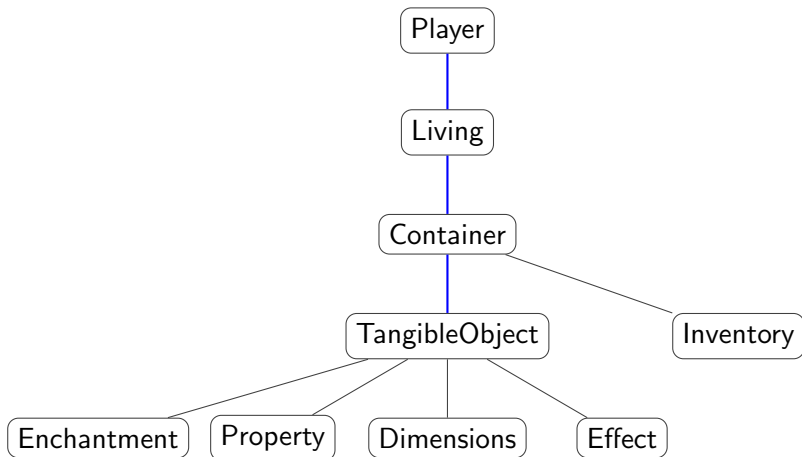 Player
Living
Container
TangibleObject
Inventory
Enchantment
Property
Dimensions
Effect